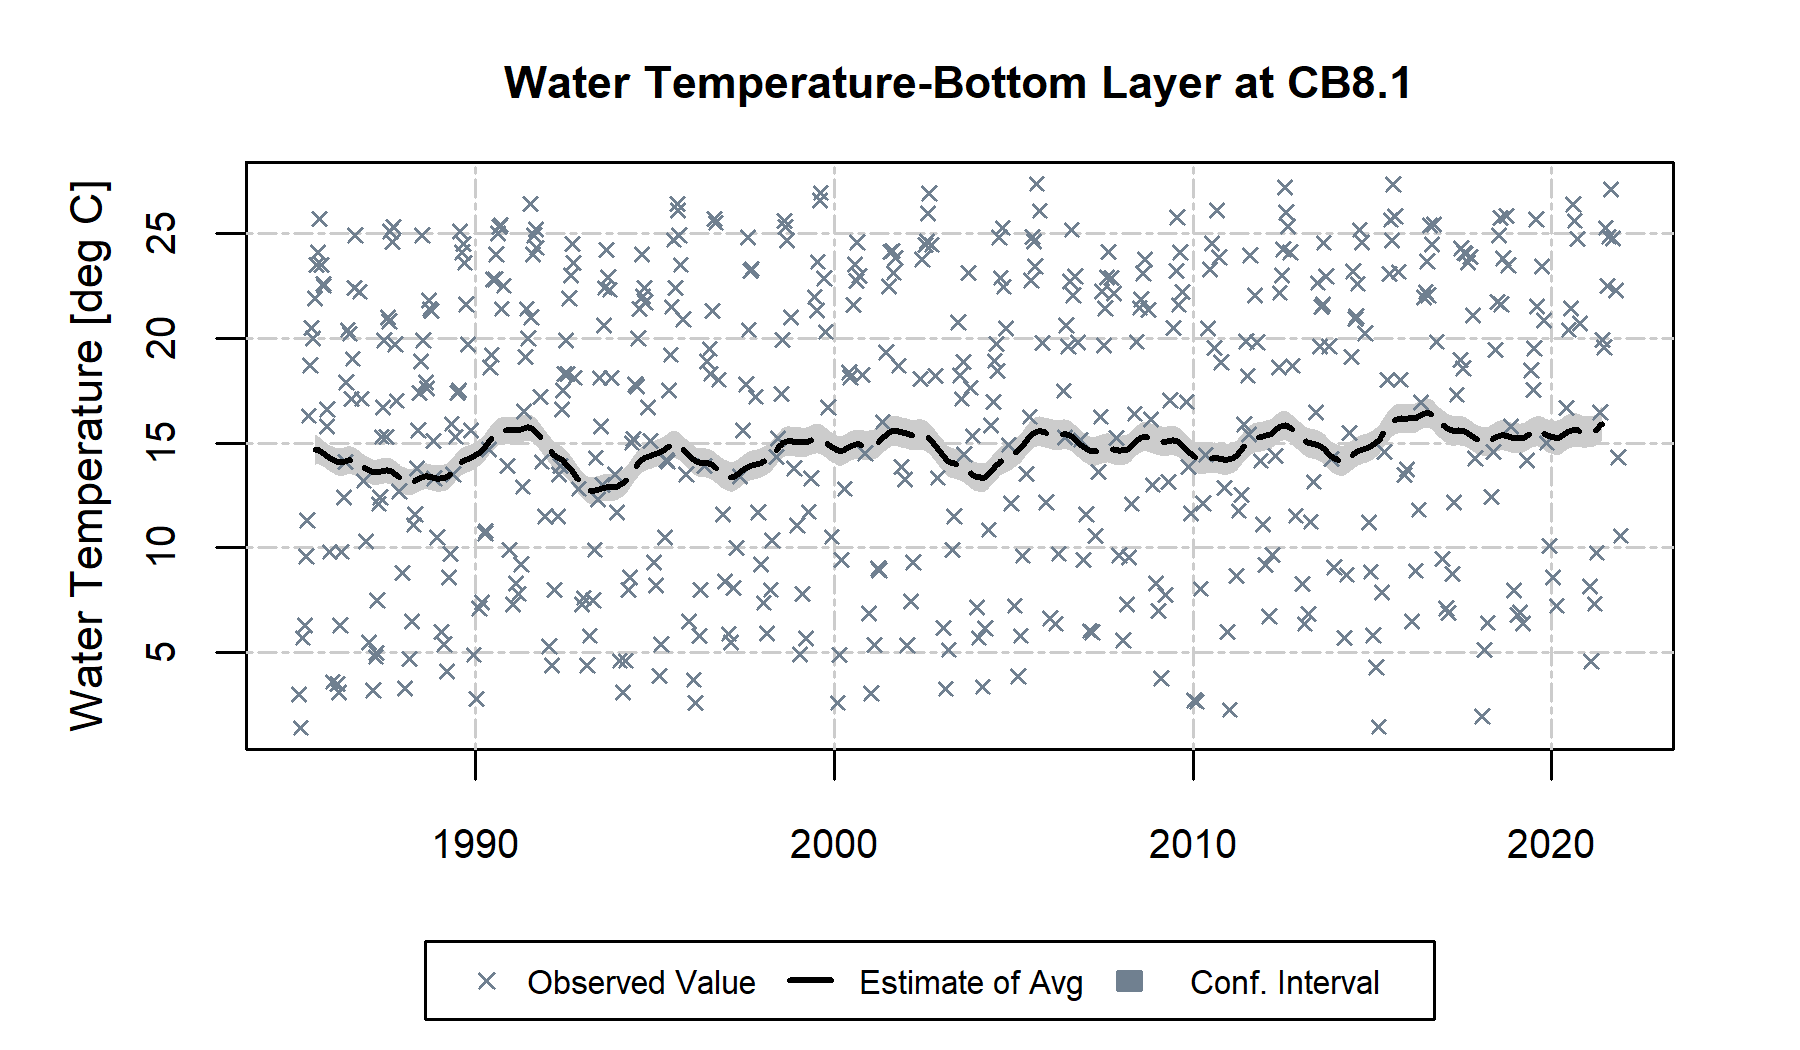 Water Temperature-Bottom Layer at CB8.1
Water Temperature [deg C]
25
20
15
10
5
1990 2000 2010 2020
Observed Value Estimate of Avg Conf. Interval